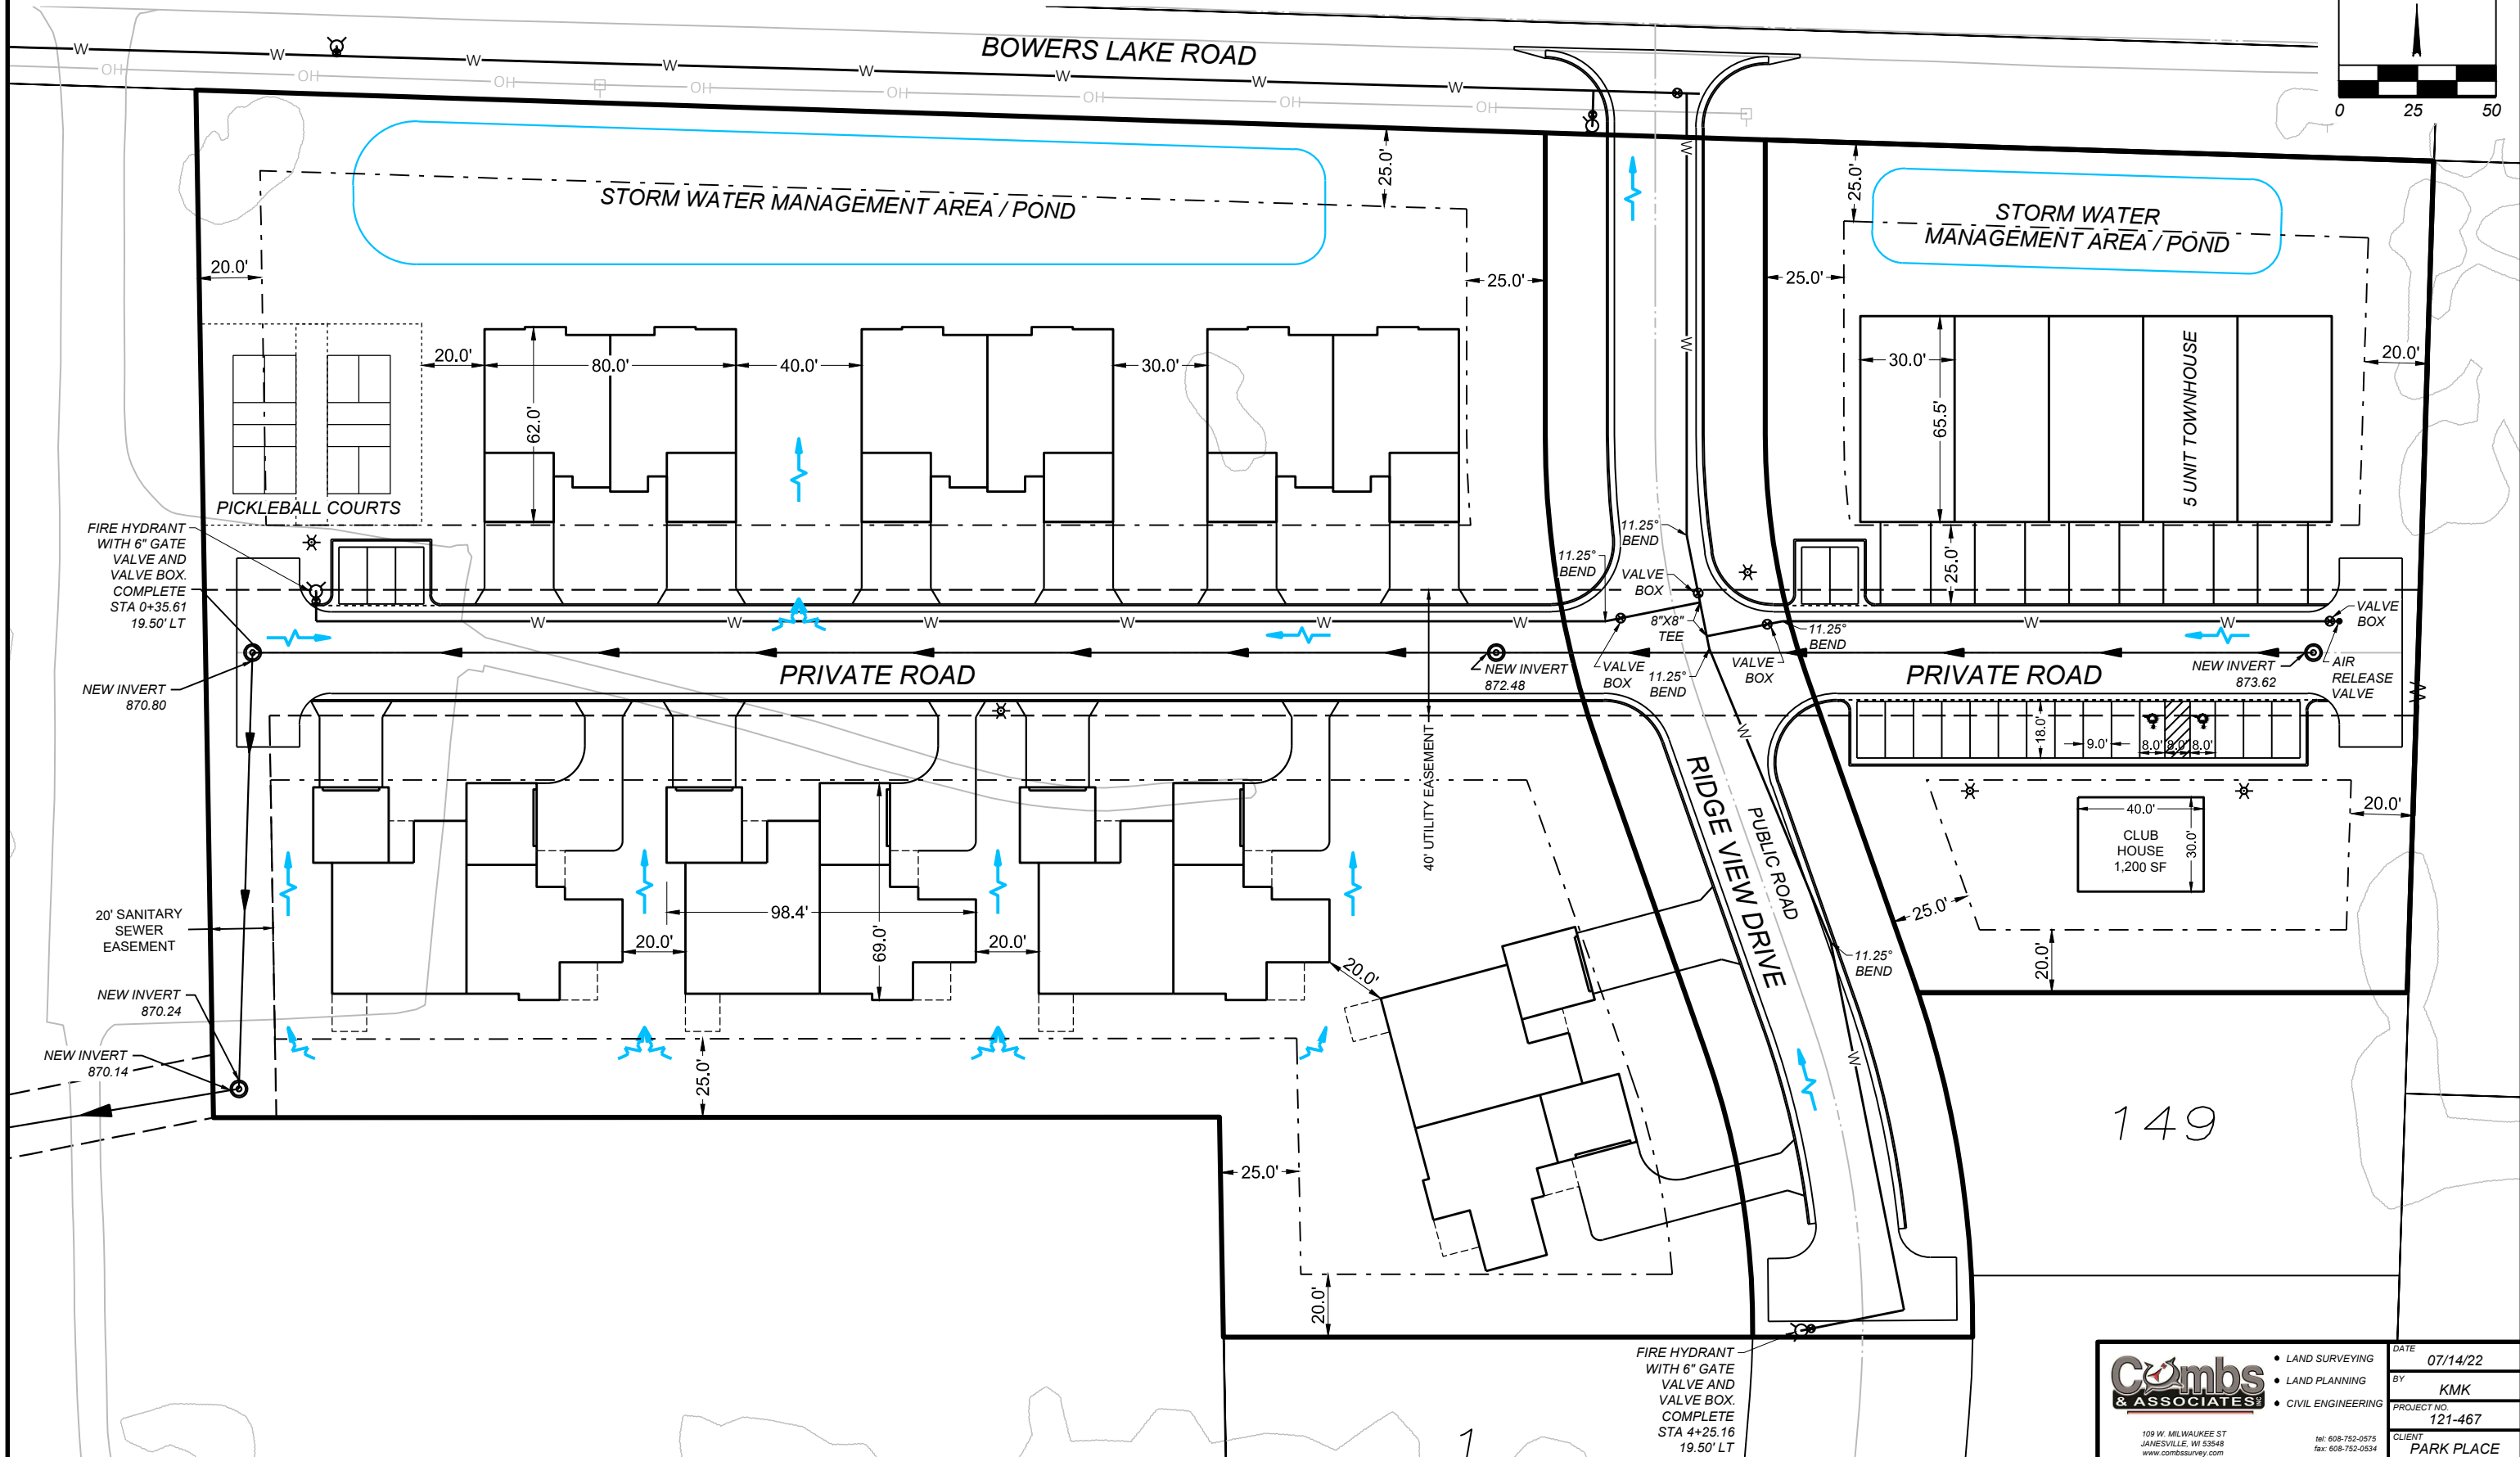 BOWERS LAKE ROAD
W W W W W W W W
OH OH OH OH OH OH OH OH
0 25 50
STORM WATER MANAGEMENT AREA / POND
25.0'
20.0'
25.0'
W
W
25.0'
25.0'
STORM WATER
MANAGEMENT AREA / POND
20.0'
80.0'
40.0'
30.0'
62.0'
30.0'
65.5'
5 UNIT TOWNHOUSE
20.0'
PICKLEBALL COURTS
FIRE HYDRANT
WITH 6" GATE
VALVE AND
VALVE BOX.
COMPLETE
STA 0+35.61
19.50' LT
11.25°
BEND
11.25°
BEND
VALVE
BOX
25.0'
8"X8"
TEE
W W W W W W
W W
VALVE
BOX
11.25°
BEND
NEW INVERT
870.80
PRIVATE ROAD
NEW INVERT
872.48
VALVE
BOX
11.25°
BEND
VALVE
BOX
PRIVATE ROAD
NEW INVERT
873.62
AIR
RELEASE
VALVE
W
W
18.0'
9.0'
8.0'
8.0'
8.0'
40' UTILITY EASEMENT
RIDGE VIEW DRIVE
PUBLIC ROAD
40.0'
CLUB
HOUSE
1,200 SF
30.0'
20.0'
25.0'
20.0'
20' SANITARY
SEWER
EASEMENT
98.4'
69.0'
20.0'
20.0'
20.0'
11.25°
BEND
NEW INVERT
870.24
NEW INVERT
870.14
25.0'
W
25.0'
20.0'
149
FIRE HYDRANT
WITH 6" GATE
VALVE AND
VALVE BOX.
COMPLETE
STA 4+25.16
19.50' LT
1
Combs
& ASSOCIATES INC
• LAND SURVEYING
• LAND PLANNING
• CIVIL ENGINEERING
109 W. MILWAUKEE ST
JANESVILLE, WI 53548
www.combssurvey.com
tel: 608-752-0575
fax: 608-752-0534
DATE
07/14/22
BY
KMK
PROJECT NO.
121-467
CLIENT
PARK PLACE